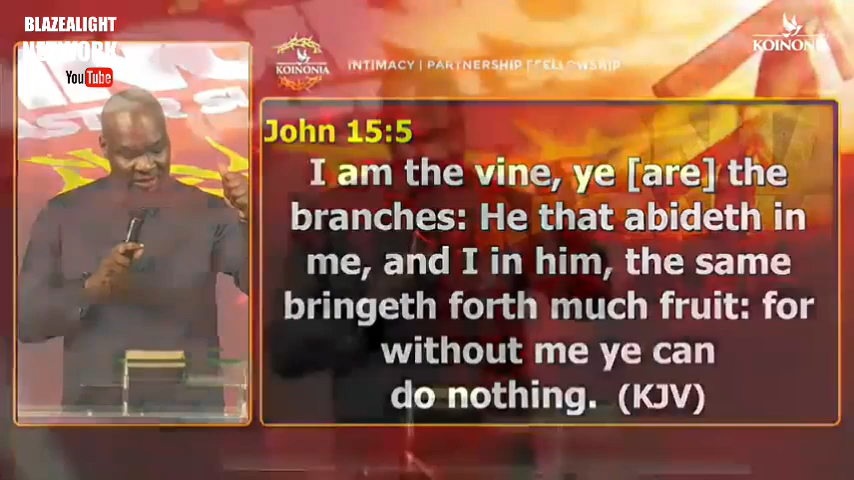 BLAZEALIGHT
NETWORK
YouTube
KOINONIA
INTIMACY | PARTNERSHIP
KOINONIA
John 15:5
I am the vine, ye [are] the
branches: He that abideth in
me, and I in him, the same
bringeth forth much fruit: for
without me ye can
do nothing. (KJV)